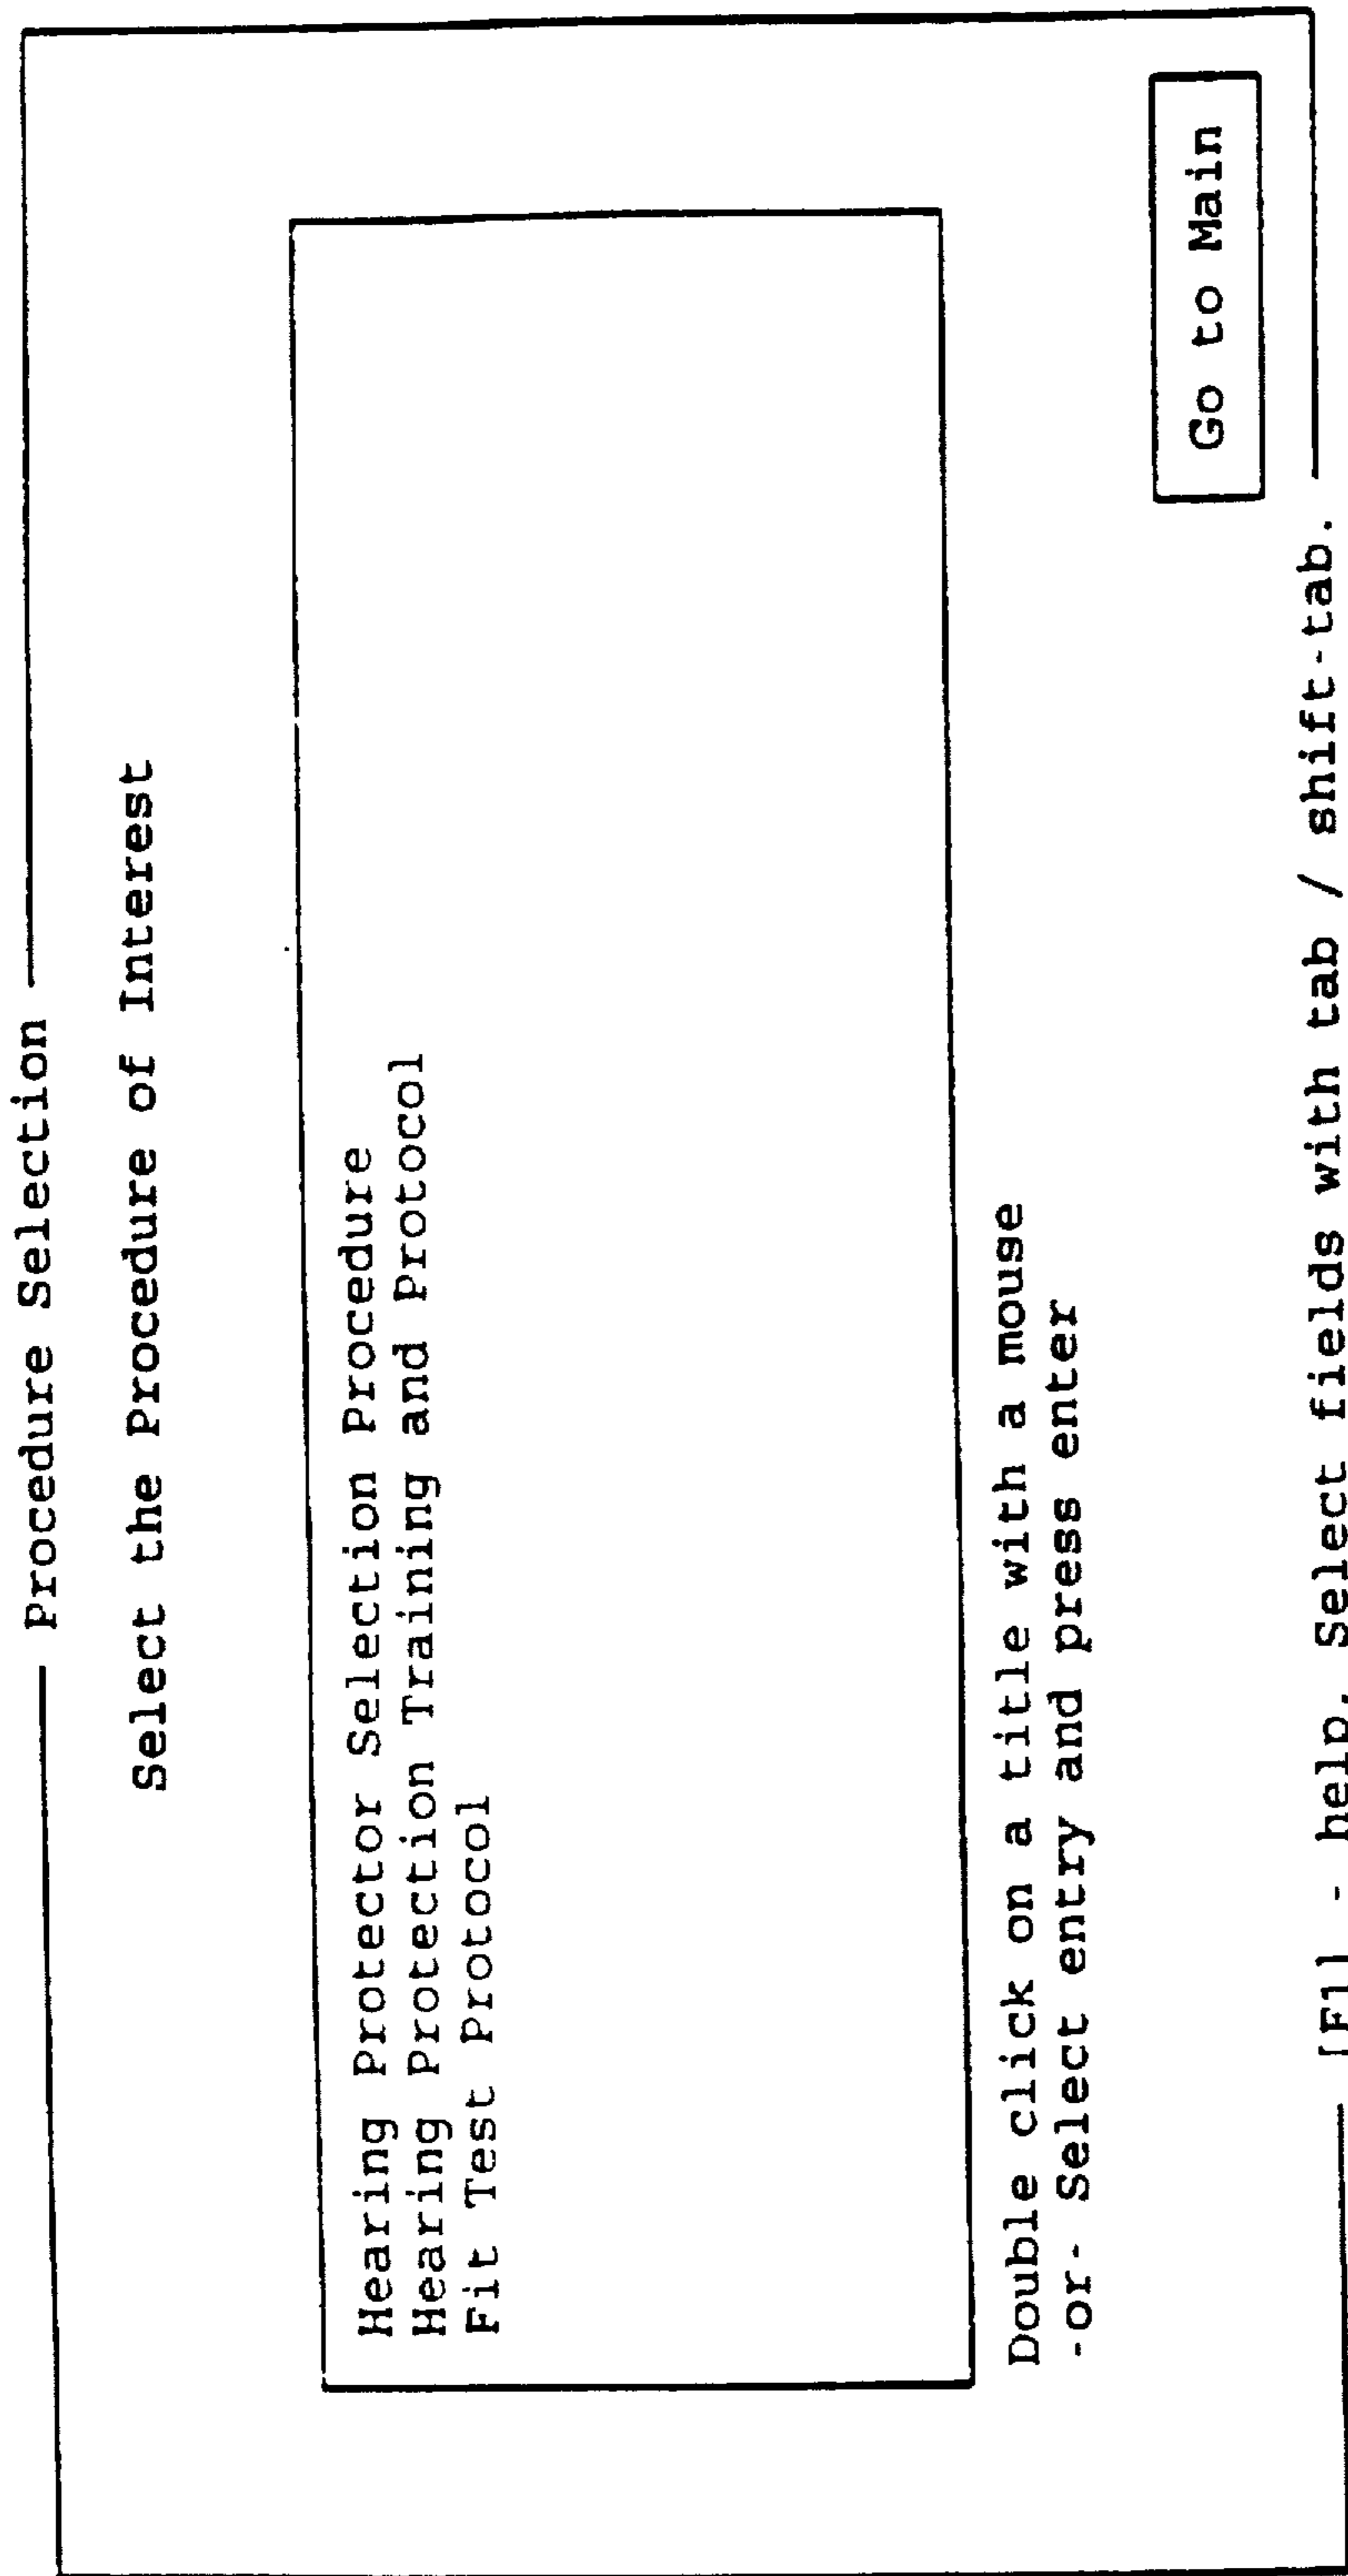 Procedure Selection
Select the Procedure of Interest
Hearing Protector Selection Procedure
Hearing Protection Training and Protocol
Fit Test Protocol
Double click on a title with a mouse
-or- Select entry and press enter
Go to Main
[F1] - help, Select fields with tab / shift-tab.